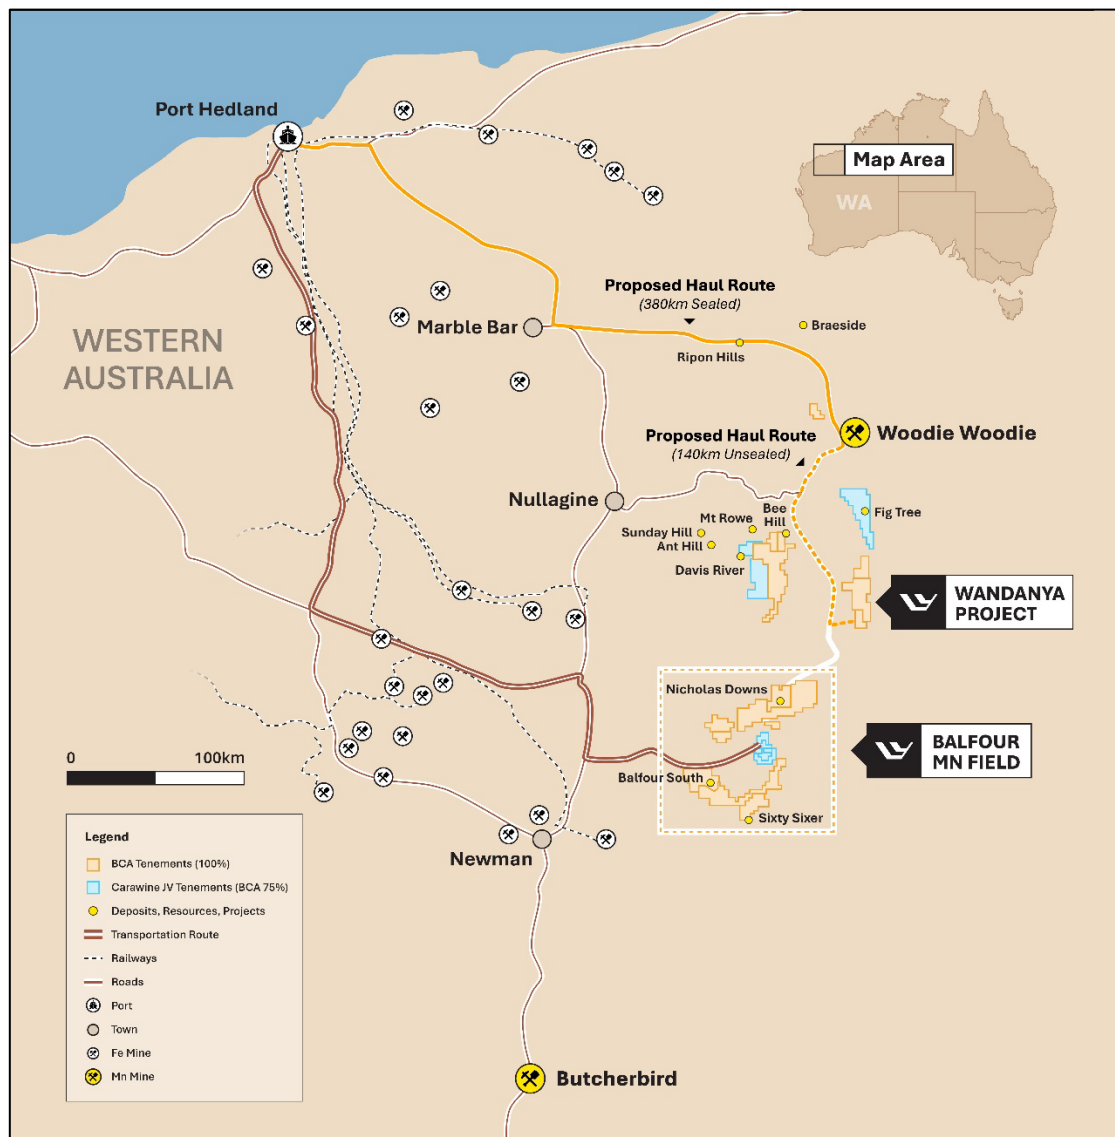 Port Hedland
Map Area
WA
WESTERN
AUSTRALIA
Proposed Haul Route
(380km Sealed)
Marble Bar
Braeside
Ripon Hills
Proposed Haul Route
(140km Unsealed)
Woodie Woodie
Nullagine
Bee
Hill
Mt Rowe
Sunday Hill
Ant Hill
Davis River
Fig Tree
WANDANYA
PROJECT
Nicholas Downs
BALFOUR
MN FIELD
Balfour South
Sixty Sixer
0 100km
Newman
Legend
BCA Tenements (100%)
Carawine JV Tenements (BCA 75%)
Deposits, Resources, Projects
Transportation Route
Railways
Roads
Port
Town
Fe Mine
Mn Mine
Butcherbird